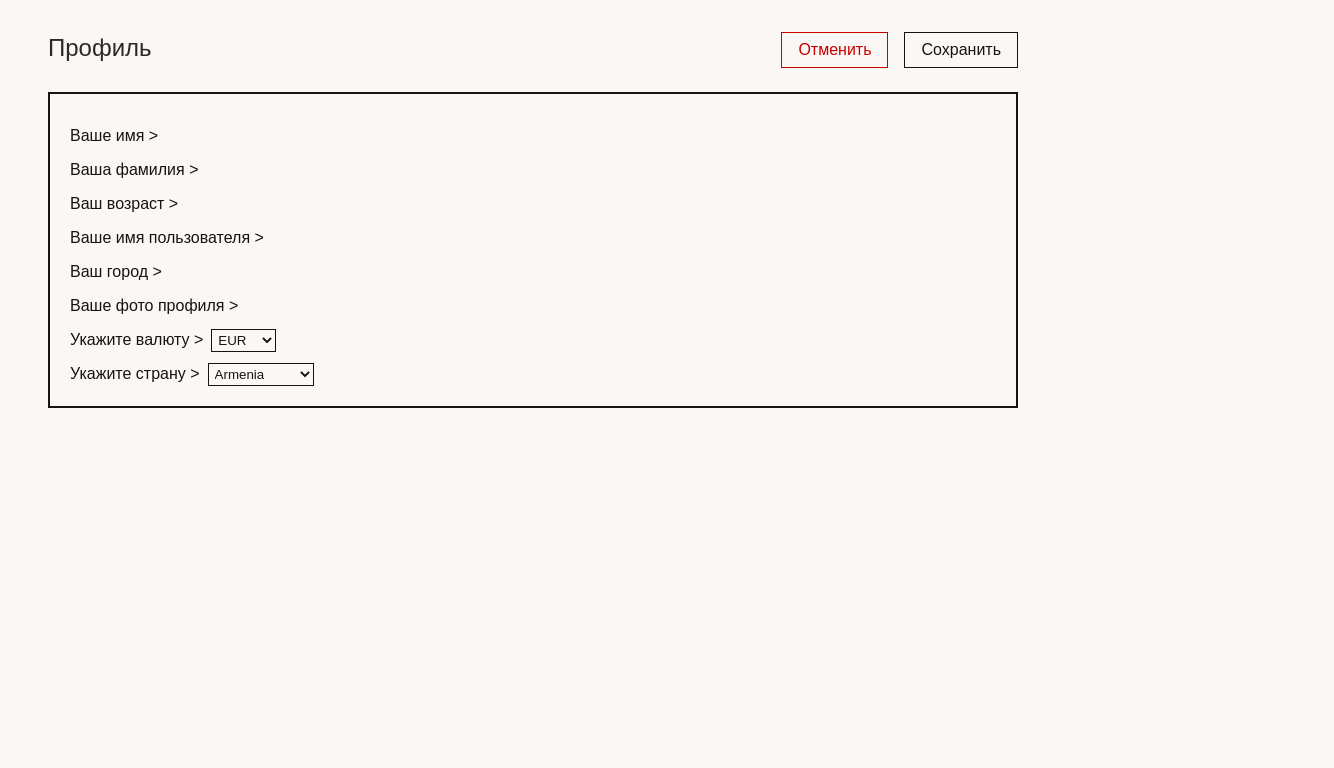 Профиль
Отменить
Сохранить
Ваше имя >
Ваша фамилия >
Ваш возраст >
Ваше имя пользователя >
Ваш город >
Ваше фото профиля >
Укажите валюту > EUR
Укажите страну > Armenia